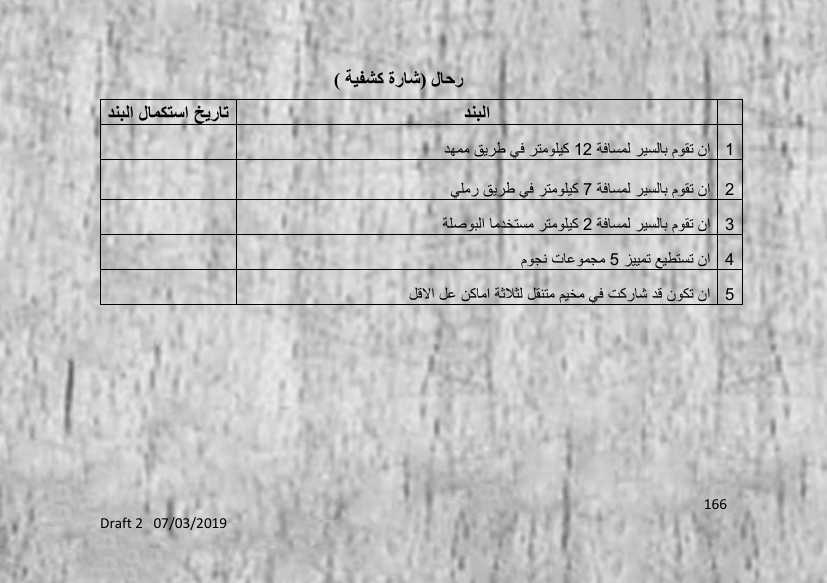 رحال (شارة كشفية )
البند تاريخ استكمال البند
1 ان تقوم بالسير لمسافة 12 كيلومتر في طريق ممهد
2 ان تقوم بالسير لمسافة 7 كيلومتر في طريق رملي
3 ان تقوم بالسير لمسافة 2 كيلومتر مستخدما البوصلة
4 ان تستطيع تمييز 5 مجموعات نجوم
5 ان تكون قد شاركت في مخيم متنقل لثلاثة اماكن عل الاقل
166
Draft 2 07/03/2019